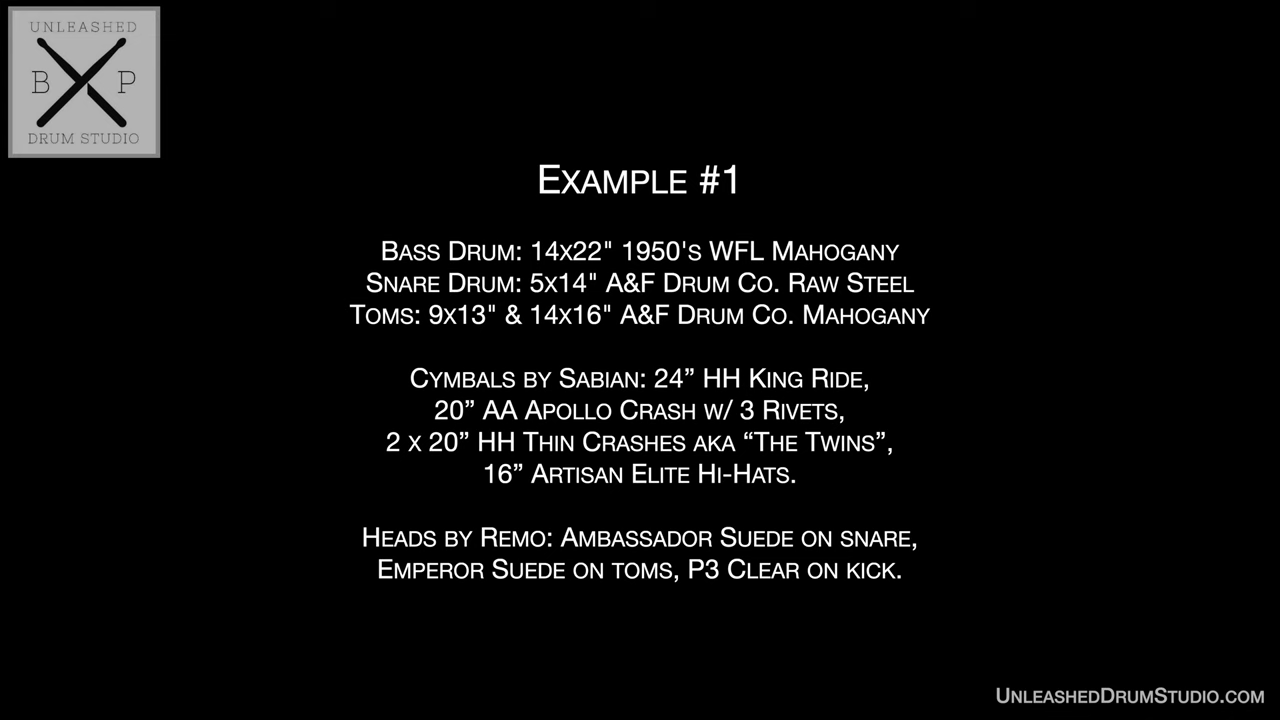 UNLEASHED
B P
DRUM STUDIO
EXAMPLE #1
BASS DRUM: 14X22" 1950'S WFL MAHOGANY
SNARE DRUM: 5X14" A&F DRUM CO. RAW STEEL
TOMS: 9X13" & 14X16" A&F DRUM CO. MAHOGANY
CYMBALS BY SABIAN: 24” HH KING RIDE,
20” AA APOLLO CRASH W/ 3 RIVETS,
2 X 20” HH THIN CRASHES AKA “THE TWINS”,
16” ARTISAN ELITE HI-HATS.
HEADS BY REMO: AMBASSADOR SUEDE ON SNARE,
EMPEROR SUEDE ON TOMS, P3 CLEAR ON KICK.
UNLEASHEDDRUMSTUDIO.COM